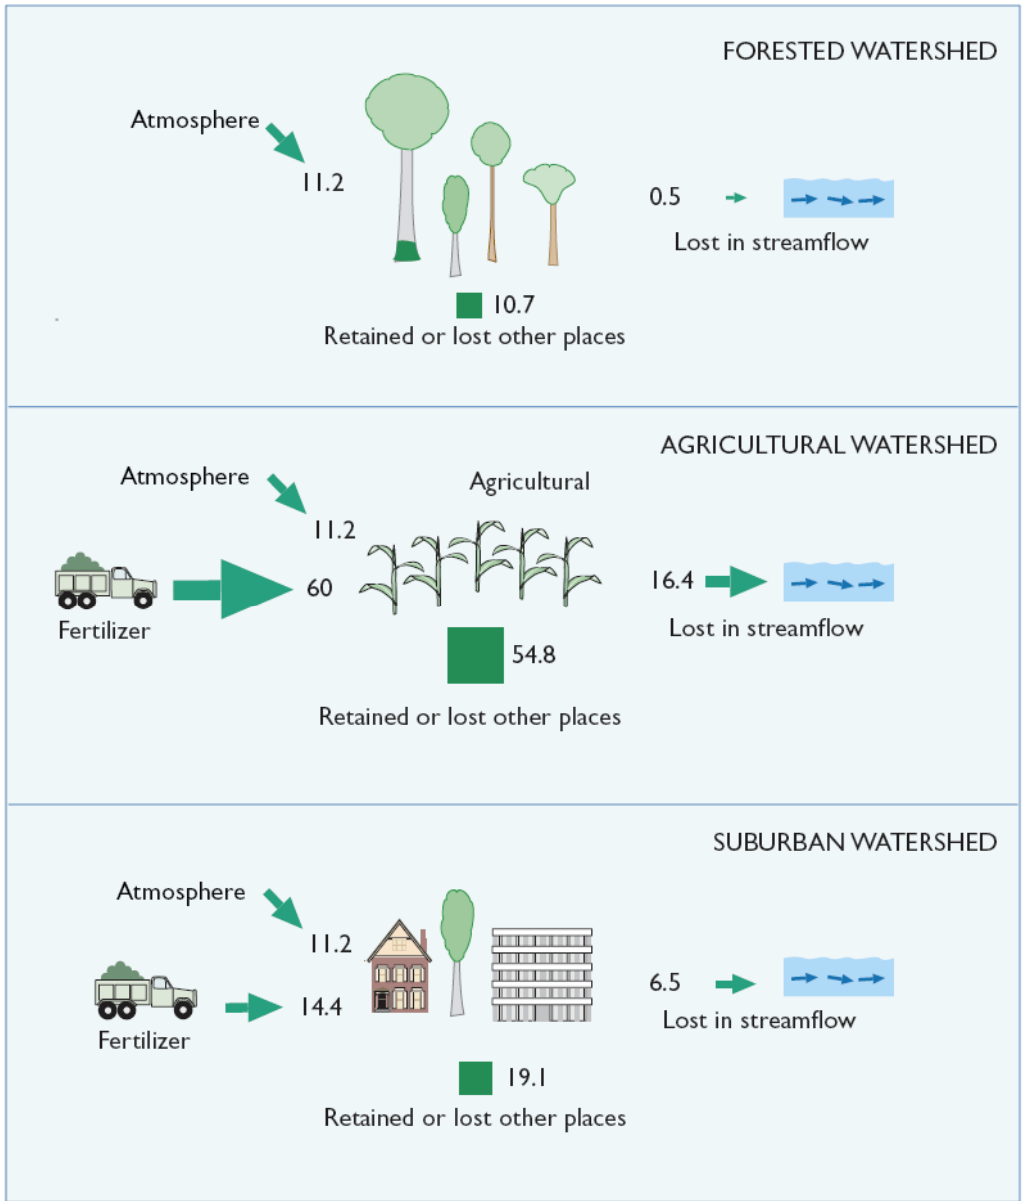 FORESTED WATERSHED
Atmosphere
11.2
0.5
Lost in streamflow
10.7
Retained or lost other places
AGRICULTURAL WATERSHED
Atmosphere
Agricultural
11.2
60
16.4
Fertilizer
Lost in streamflow
54.8
Retained or lost other places
SUBURBAN WATERSHED
Atmosphere
11.2
14.4
6.5
Lost in streamflow
Fertilizer
19.1
Retained or lost other places